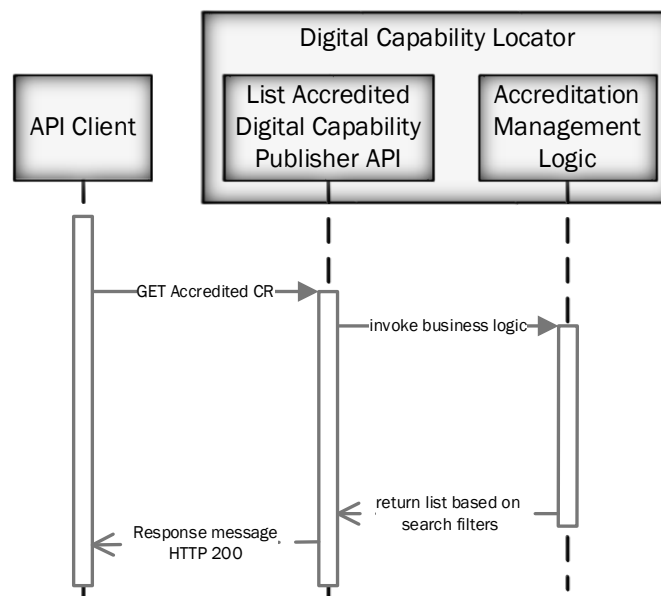 Digital Capability Locator
API Client
List Accredited
Digital Capability
Publisher API
Accreditation
Management
Logic
GET Accredited CR
invoke business logic
return list based on
search filters
Response message
HTTP 200